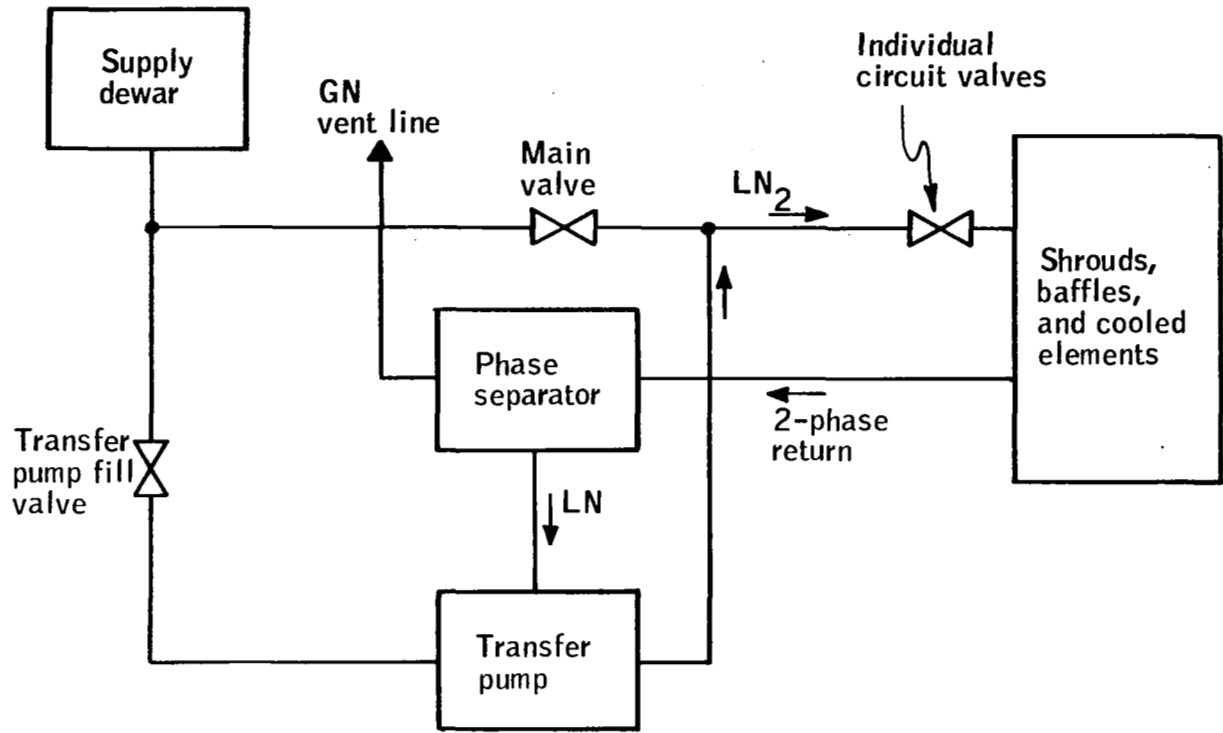 Supply
dewar
GN
vent line
Main
valve
LN2
Individual
circuit valves
Shrouds,
baffles,
and cooled
elements
Phase
separator
2-phase
return
Transfer
pump fill
valve
LN
Transfer
pump